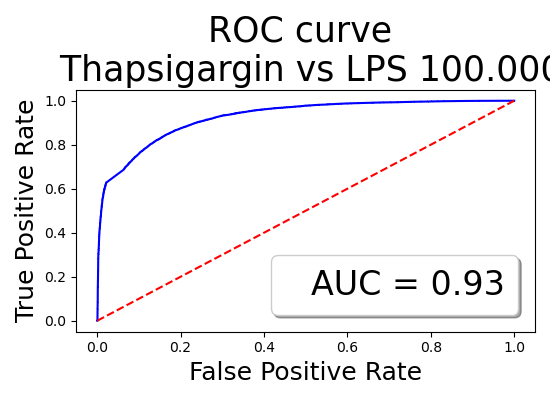 ROC curve
Thapsigargin vs LPS 100.000
True Positive Rate
1.0
0.8
0.6
0.4
0.2
0.0
AUC = 0.93
0.0 0.2 0.4 0.6 0.8 1.0
False Positive Rate